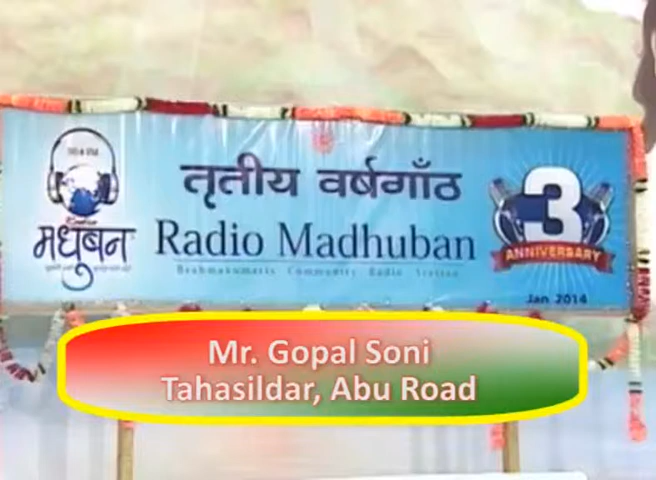 मधुबन
तृतीय वर्षगाँठ
Radio Madhuban
Brahmakumaris Community Radio Station
3
ANNIVERSARY
Jan 2014
Mr. Gopal Soni
Tahasildar, Abu Road